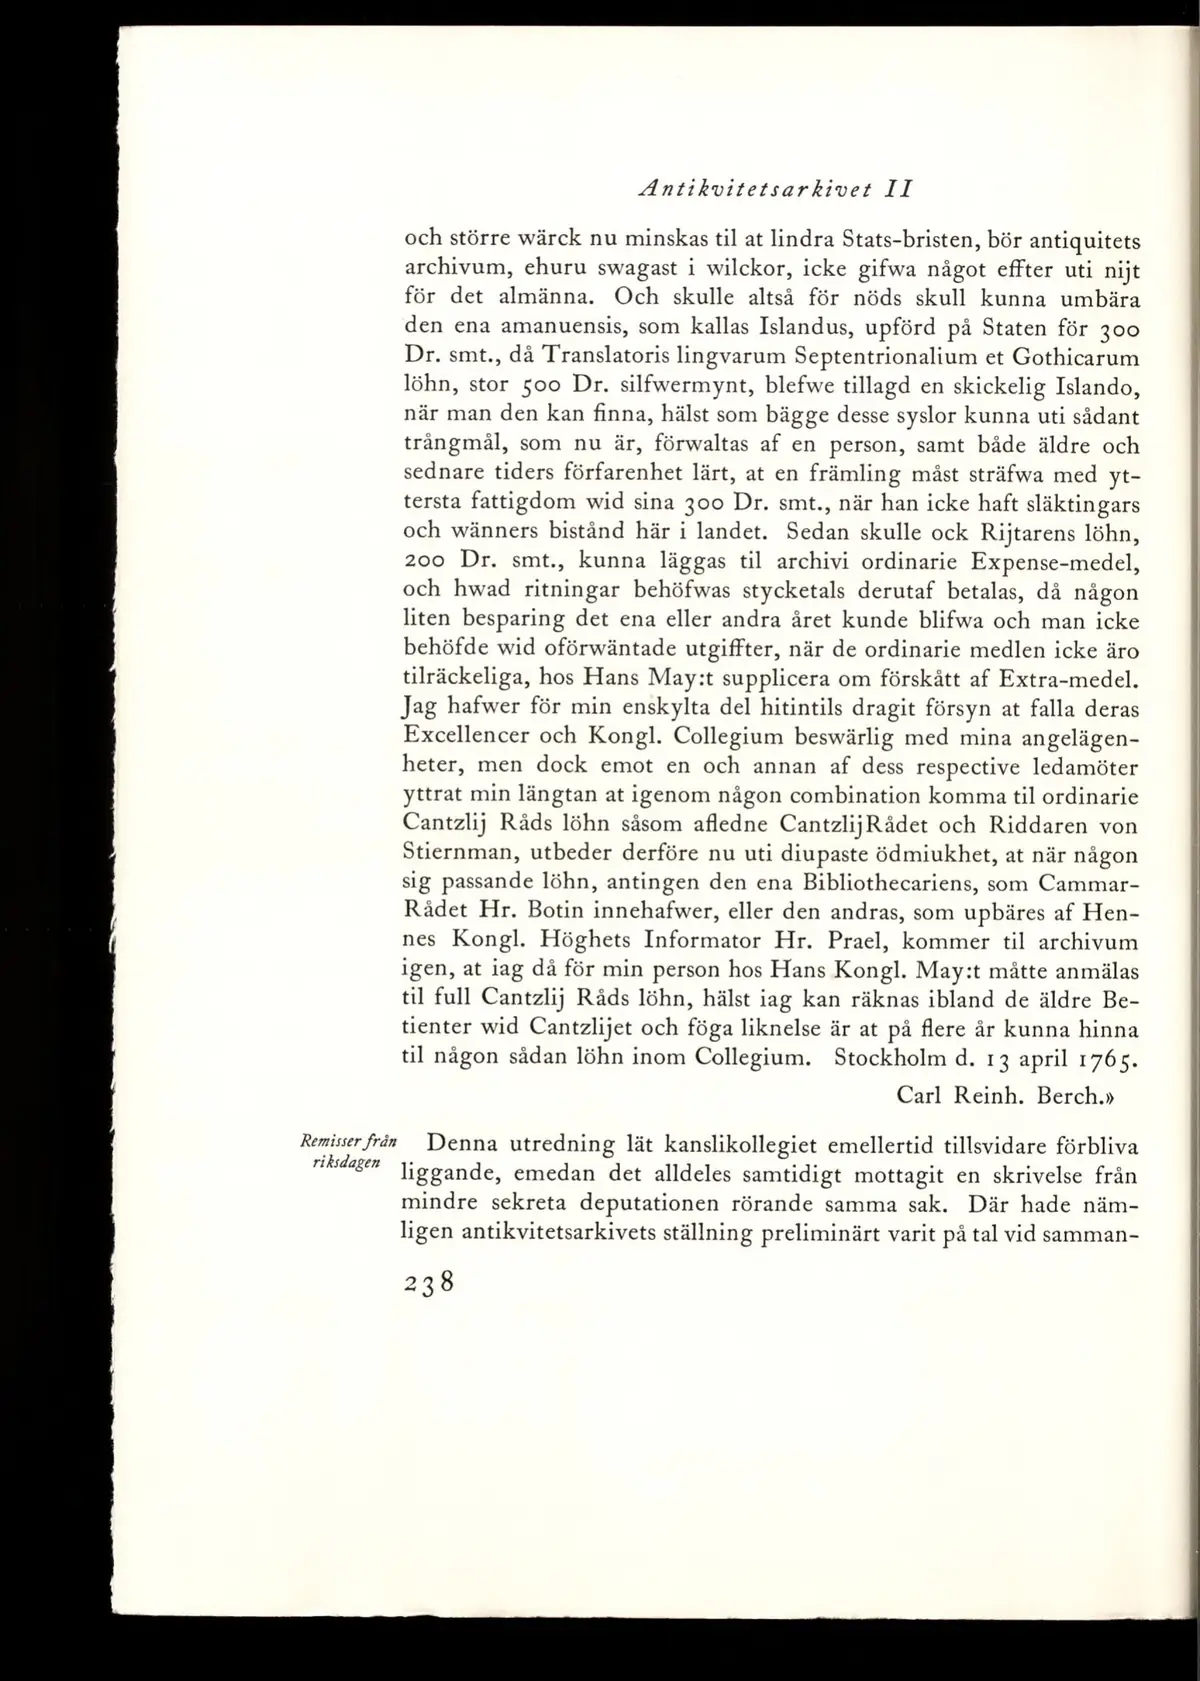 Antikvitetsarkivet II
och större wärck nu minskas til at lindra Stats-bristen, bör antiquitets
archivum, ehuru swagast i wilckor, icke gifwa något effter uti nijt
för det almänna. Och skulle altså för nöds skull kunna umbära
den ena amanuensis, som kallas Islandus, upförd på Staten för 300
Dr. smt., då Translatoris lingvarum Septentrionalium et Gothicarum
löhn, stor 500 Dr. silfwermynt, blefwe tillagd en skickelig Islando,
när man den kan finna, hälst som bägge desse syslor kunna uti sådant
trångmål, som nu är, förwaltas af en person, samt både äldre och
sednare tiders förfarenhet lärt, at en främling måst sträfwa med yt-
tersta fattigdom wid sina 300 Dr. smt., när han icke haft släktingars
och wänners bistånd här i landet. Sedan skulle ock Rijtarens löhn,
200 Dr. smt., kunna läggas til archivi ordinarie Expense-medel,
och hwad ritningar behöfwas stycketals derutaf betalas, då någon
liten besparing det ena eller andra året kunde blifwa och man icke
behöfde wid oförwäntade utgiffter, när de ordinarie medlen icke äro
tilräckeliga, hos Hans May:t supplicera om förskått af Extra-medel.
Jag hafwer för min enskylta del hitintils dragit försyn at falla deras
Excellencer och Kongl. Collegium beswärlig med mina angelägen-
heter, men dock emot en och annan af dess respective ledamöter
yttrat min längtan at igenom någon combination komma til ordinarie
Cantzlij Råds löhn såsom afledne CantzlijRådet och Riddaren von
Stiernman, utbeder derföre nu uti diupaste ödmiukhet, at när någon
sig passande löhn, antingen den ena Bibliothecariens, som Cammar-
Rådet Hr. Botin innehafwer, eller den andras, som upbäres af Hen-
nes Kongl. Höghets Informator Hr. Prael, kommer til archivum
igen, at iag då för min person hos Hans Kongl. May:t måtte anmälas
til full Cantzlij Råds löhn, hälst iag kan räknas ibland de äldre Be-
tienter wid Cantzlijet och föga liknelse är at på flere år kunna hinna
til någon sådan löhn inom Collegium. Stockholm d. 13 april 1765.
Carl Reinh. Berch.»
Remisser från
riksdagen
Denna utredning lät kanslikollegiet emellertid tillsvidare förbliva
liggande, emedan det alldeles samtidigt mottagit en skrivelse från
mindre sekreta deputationen rörande samma sak. Där hade näm-
ligen antikvitetsarkivets ställning preliminärt varit på tal vid samman-
238